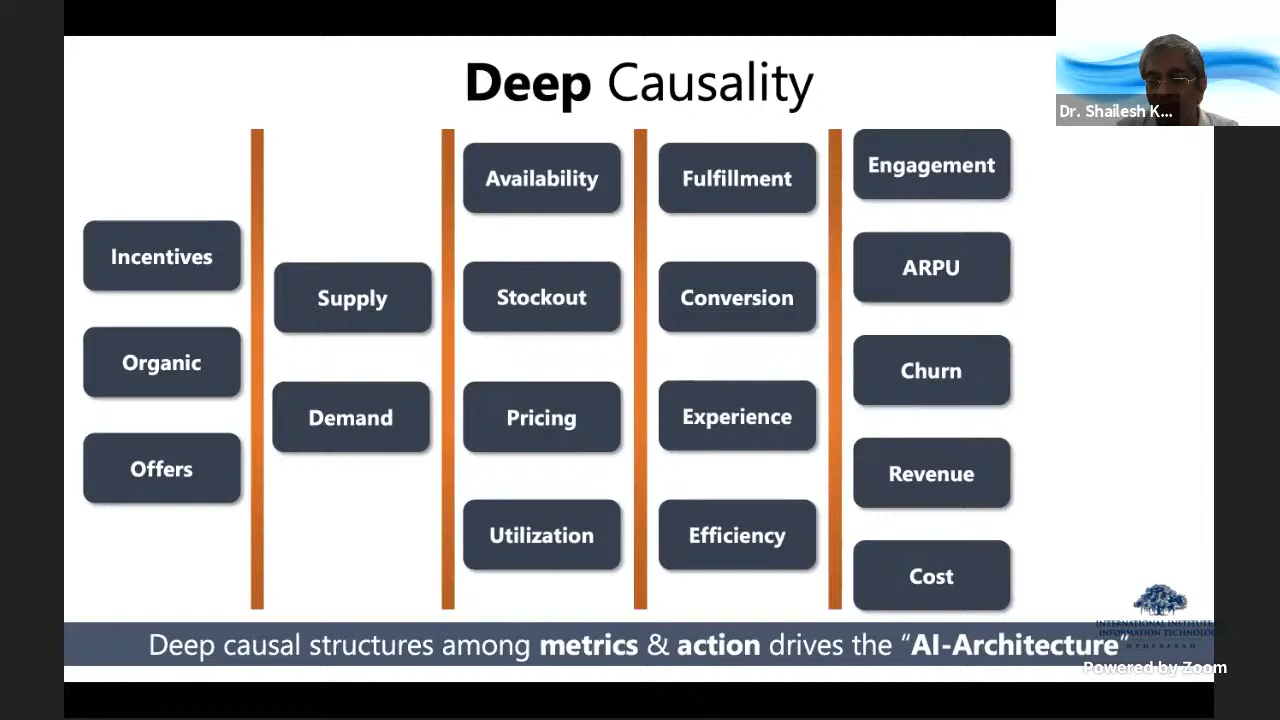 Deep Causality
Dr. Shailesh K...
Incentives
Organic
Offers
Supply
Demand
Availability
Stockout
Pricing
Utilization
Fulfillment
Conversion
Experience
Efficiency
Engagement
ARPU
Churn
Revenue
Cost
INTERNATIONAL INSTITUTE
INFORMATION TECHNOLOGY
HYDERABAD
Deep causal structures among metrics & action drives the “AI-Architecture”
Powered by Zoom